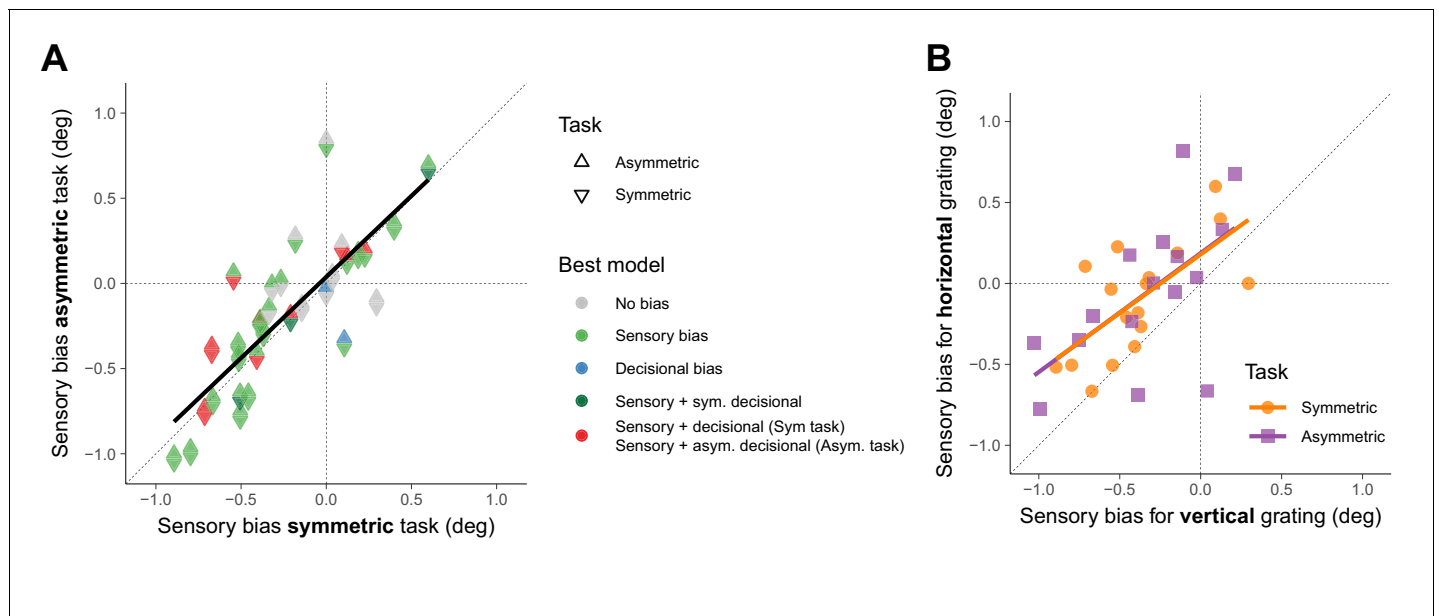 A
Sensory bias asymmetric task (deg)
1.0
0.5
0.0
−0.5
−1.0
−1.0
−0.5
0.0
0.5
1.0
Sensory bias symmetric task (deg)
Task
Asymmetric
Symmetric
Best model
No bias
Sensory bias
Decisional bias
Sensory + sym. decisional
Sensory + decisional (Sym task)
Sensory + asym. decisional (Asym. task)
B
Sensory bias for horizontal grating (deg)
1.0
0.5
0.0
−0.5
−1.0
−1.0
−0.5
0.0
0.5
1.0
Sensory bias for vertical grating (deg)
Task
Symmetric
Asymmetric